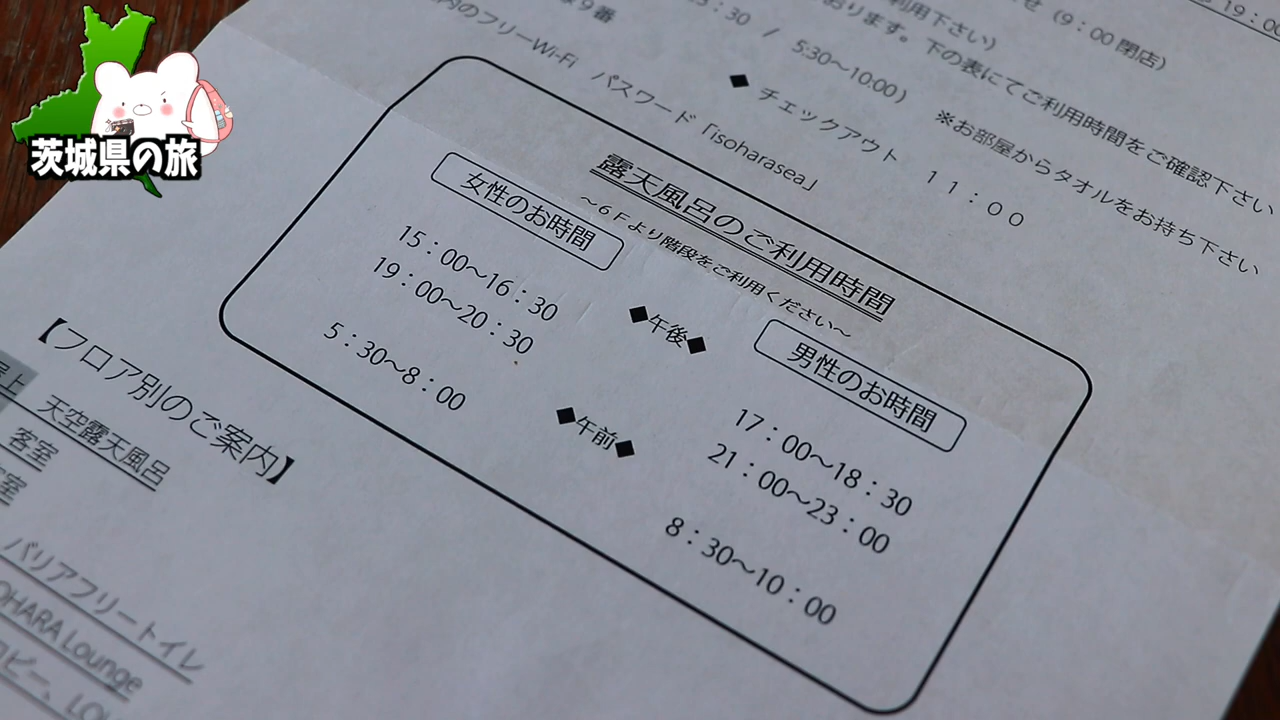 茨城県の旅
19:00
(9:00 閉店)
利用下さい)
おります。下の表にてご利用時間をご確認下さい
※お部屋からタオルをお持ち下さい
:30 / 5:30～10:00)
◆ チェックアウト 11:00
9番
内のフリーWi-Fi パスワード「isoharasea」
露天風呂のご利用時間
～6Fより階段をご利用ください～
女性のお時間
15:00～16:30
19:00～20:30
5:30～8:00
◆午後◆
◆午前◆
男性のお時間
17:00～18:30
21:00～23:00
8:30～10:00
【フロア別のご案内】
屋上 天空露天風呂
客室
室
バリアフリートイレ
OHARA Lounge
ロビー、LOU